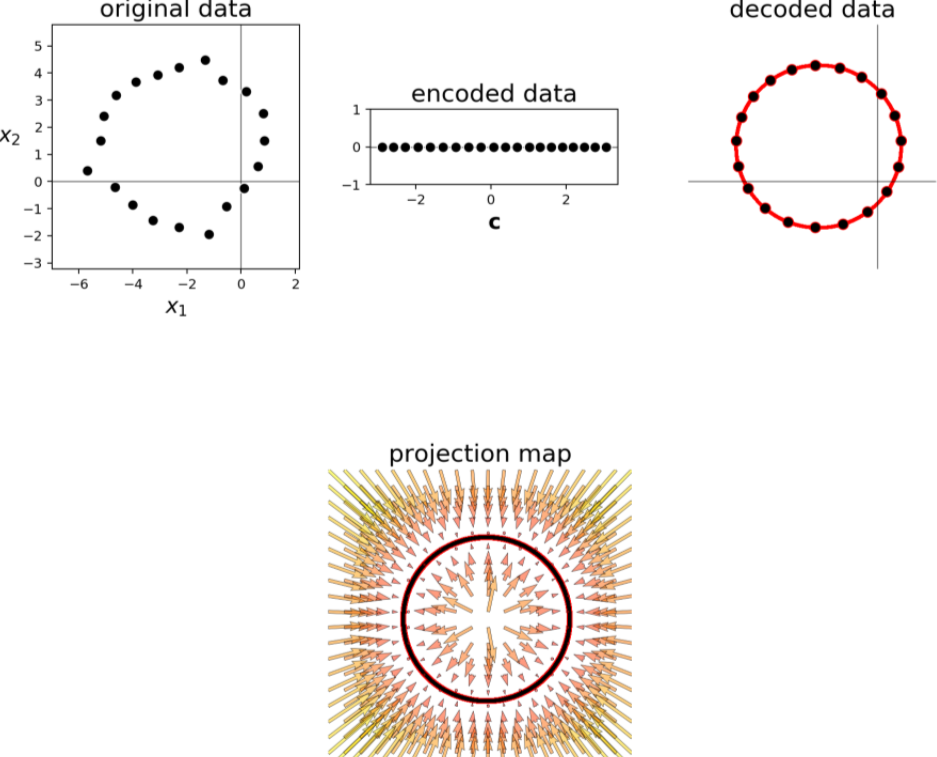 original data
5
4
3
2
1
0
−1
−2
−3
x₂
−6 −4 −2 0 2
x₁
encoded data
1
0
−1
−2 0 2
c
decoded data
projection map